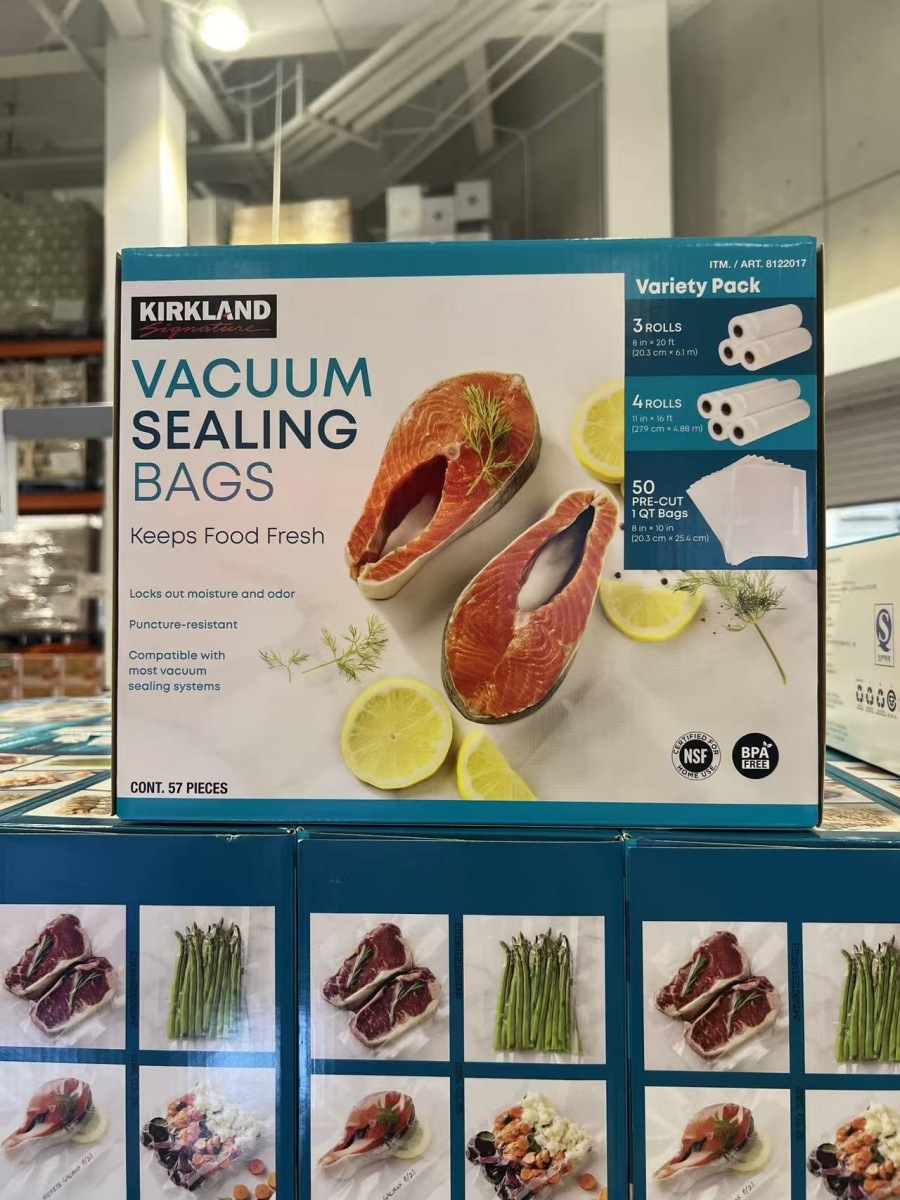 ITM. / ART. 8122017
KIRKLAND
Signature
VACUUM
SEALING
BAGS
Keeps Food Fresh
Locks out moisture and odor
Puncture-resistant
Compatible with
most vacuum
sealing systems
CONT. 57 PIECES
Variety Pack
3 ROLLS
8 in × 20 ft
(20.3 cm × 6.1 m)
4 ROLLS
11 in × 16 ft
(27.9 cm × 4.88 m)
50
PRE-CUT
1 QT Bags
8 in × 10 in
(20.3 cm × 25.4 cm)
CERTIFIED FOR
NSF
HOME USE
BPA
FREE